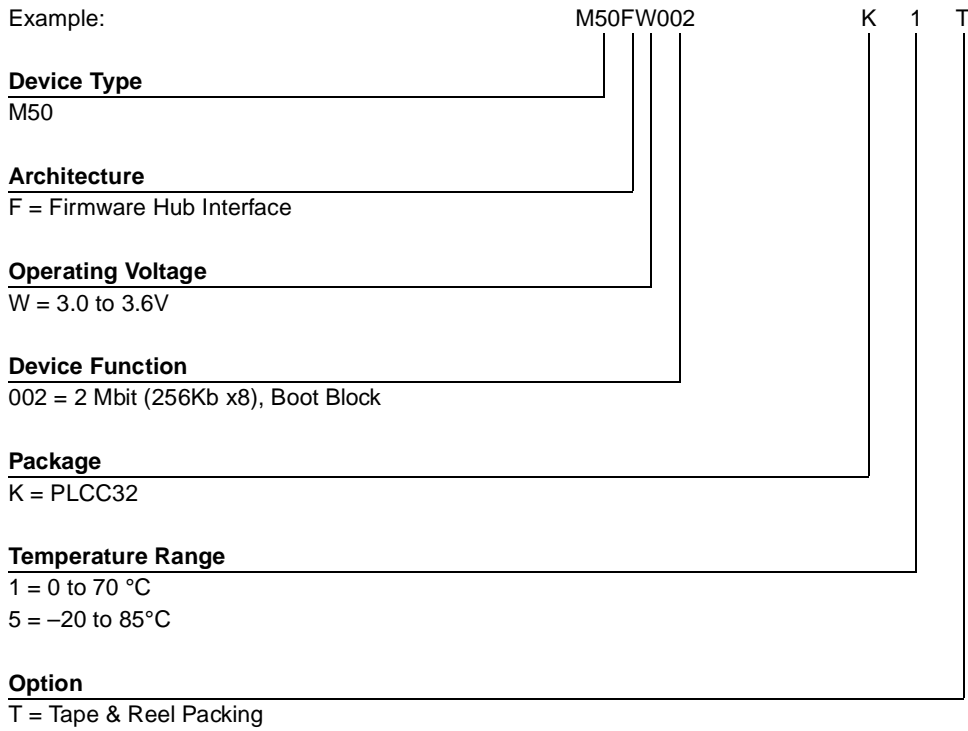 Example: M50FW002 K 1 T
Device Type
M50
Architecture
F = Firmware Hub Interface
Operating Voltage
W = 3.0 to 3.6V
Device Function
002 = 2 Mbit (256Kb x8), Boot Block
Package
K = PLCC32
Temperature Range
1 = 0 to 70 °C
5 = –20 to 85°C
Option
T = Tape & Reel Packing